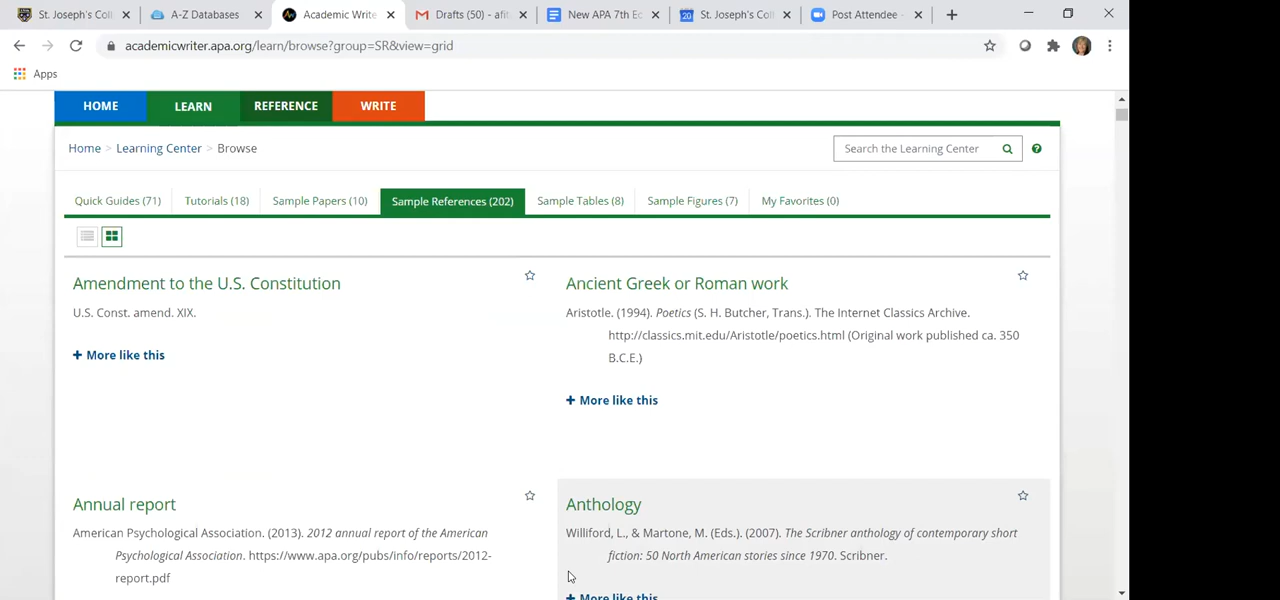 St. Joseph's Coll
A-Z Databases
Academic Write
Drafts (50) - afit
New APA 7th Ec
20 St. Joseph's Coll
Post Attendee -
academicwriter.apa.org/learn/browse?group=SR&view=grid
Apps
HOME LEARN REFERENCE WRITE
Home > Learning Center > Browse
Search the Learning Center
Quick Guides (71) Tutorials (18) Sample Papers (10) Sample References (202) Sample Tables (8) Sample Figures (7) My Favorites (0)
Amendment to the U.S. Constitution
U.S. Const. amend. XIX.
+ More like this
Ancient Greek or Roman work
Aristotle. (1994). Poetics (S. H. Butcher, Trans.). The Internet Classics Archive.
http://classics.mit.edu/Aristotle/poetics.html (Original work published ca. 350
B.C.E.)
+ More like this
Annual report
American Psychological Association. (2013). 2012 annual report of the American
Psychological Association. https://www.apa.org/pubs/info/reports/2012-
report.pdf
Anthology
Williford, L., & Martone, M. (Eds.). (2007). The Scribner anthology of contemporary short
fiction: 50 North American stories since 1970. Scribner.
+ More like this